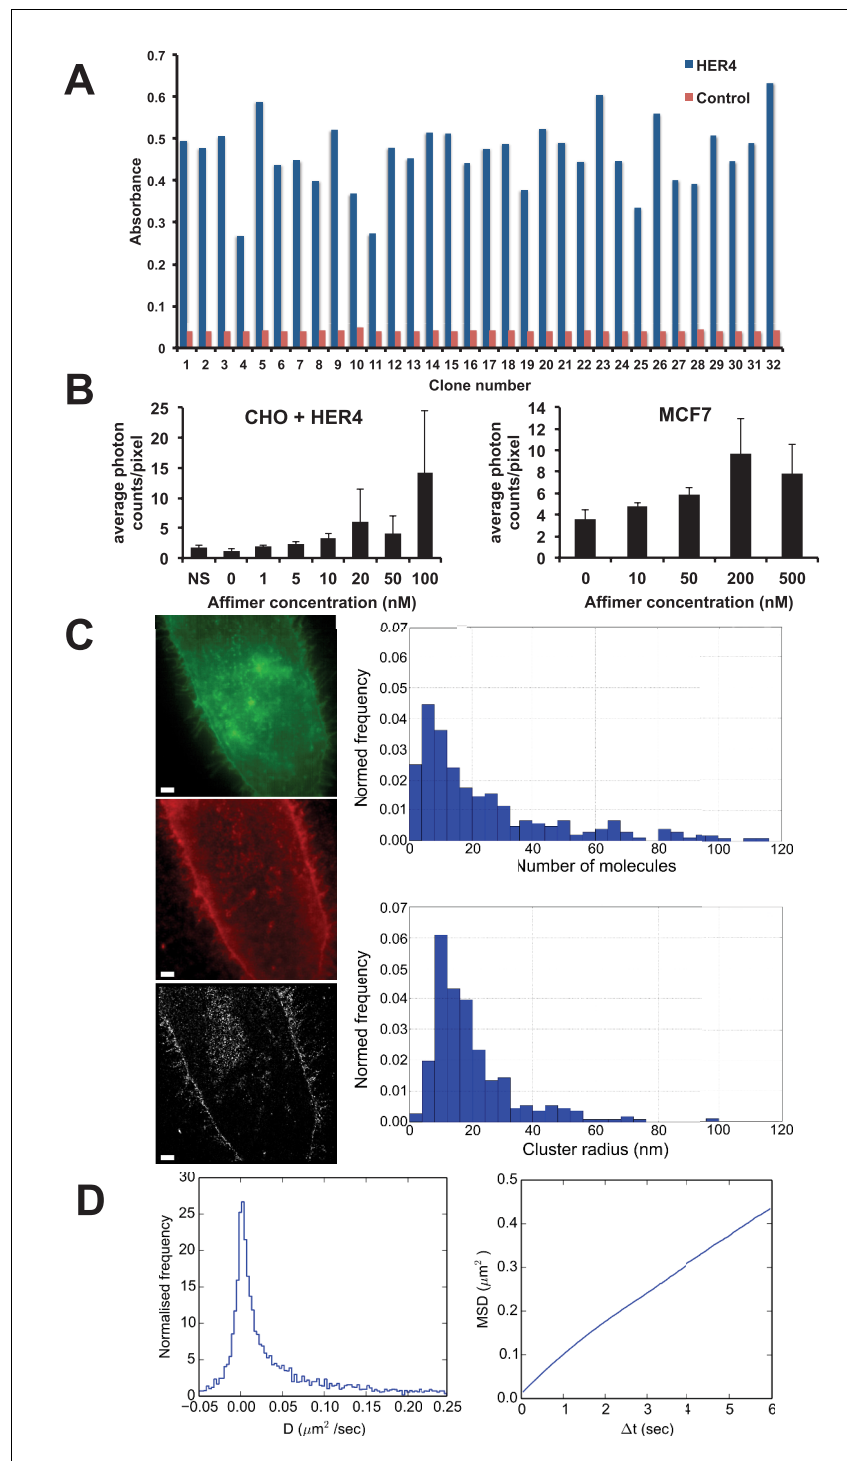 A
0.7
0.6
0.5
0.4
0.3
0.2
0.1
0
Absorbance
HER4
Control
1 2 3 4 5 6 7 8 9 10 11 12 13 14 15 16 17 18 19 20 21 22 23 24 25 26 27 28 29 30 31 32
Clone number
B
CHO + HER4
average photon
counts/pixel
25
20
15
10
5
0
NS 0 1 5 10 20 50 100
Affimer concentration (nM)
MCF7
average photon
counts/pixel
14
12
10
8
6
4
2
0
0 10 50 200 500
Affimer concentration (nM)
C
Normed frequency
0.07
0.06
0.05
0.04
0.03
0.02
0.01
0.00
0 20 40 60 80 100 120
Number of molecules
Normed frequency
0.07
0.06
0.05
0.04
0.03
0.02
0.01
0.00
0 20 40 60 80 100 120
Cluster radius (nm)
D
Normalised frequency
30
25
20
15
10
5
0
−0.05 0.00 0.05 0.10 0.15 0.20 0.25
D (μm² /sec)
MSD (μm² )
0.5
0.4
0.3
0.2
0.1
0.0
0 1 2 3 4 5 6
Δt (sec)